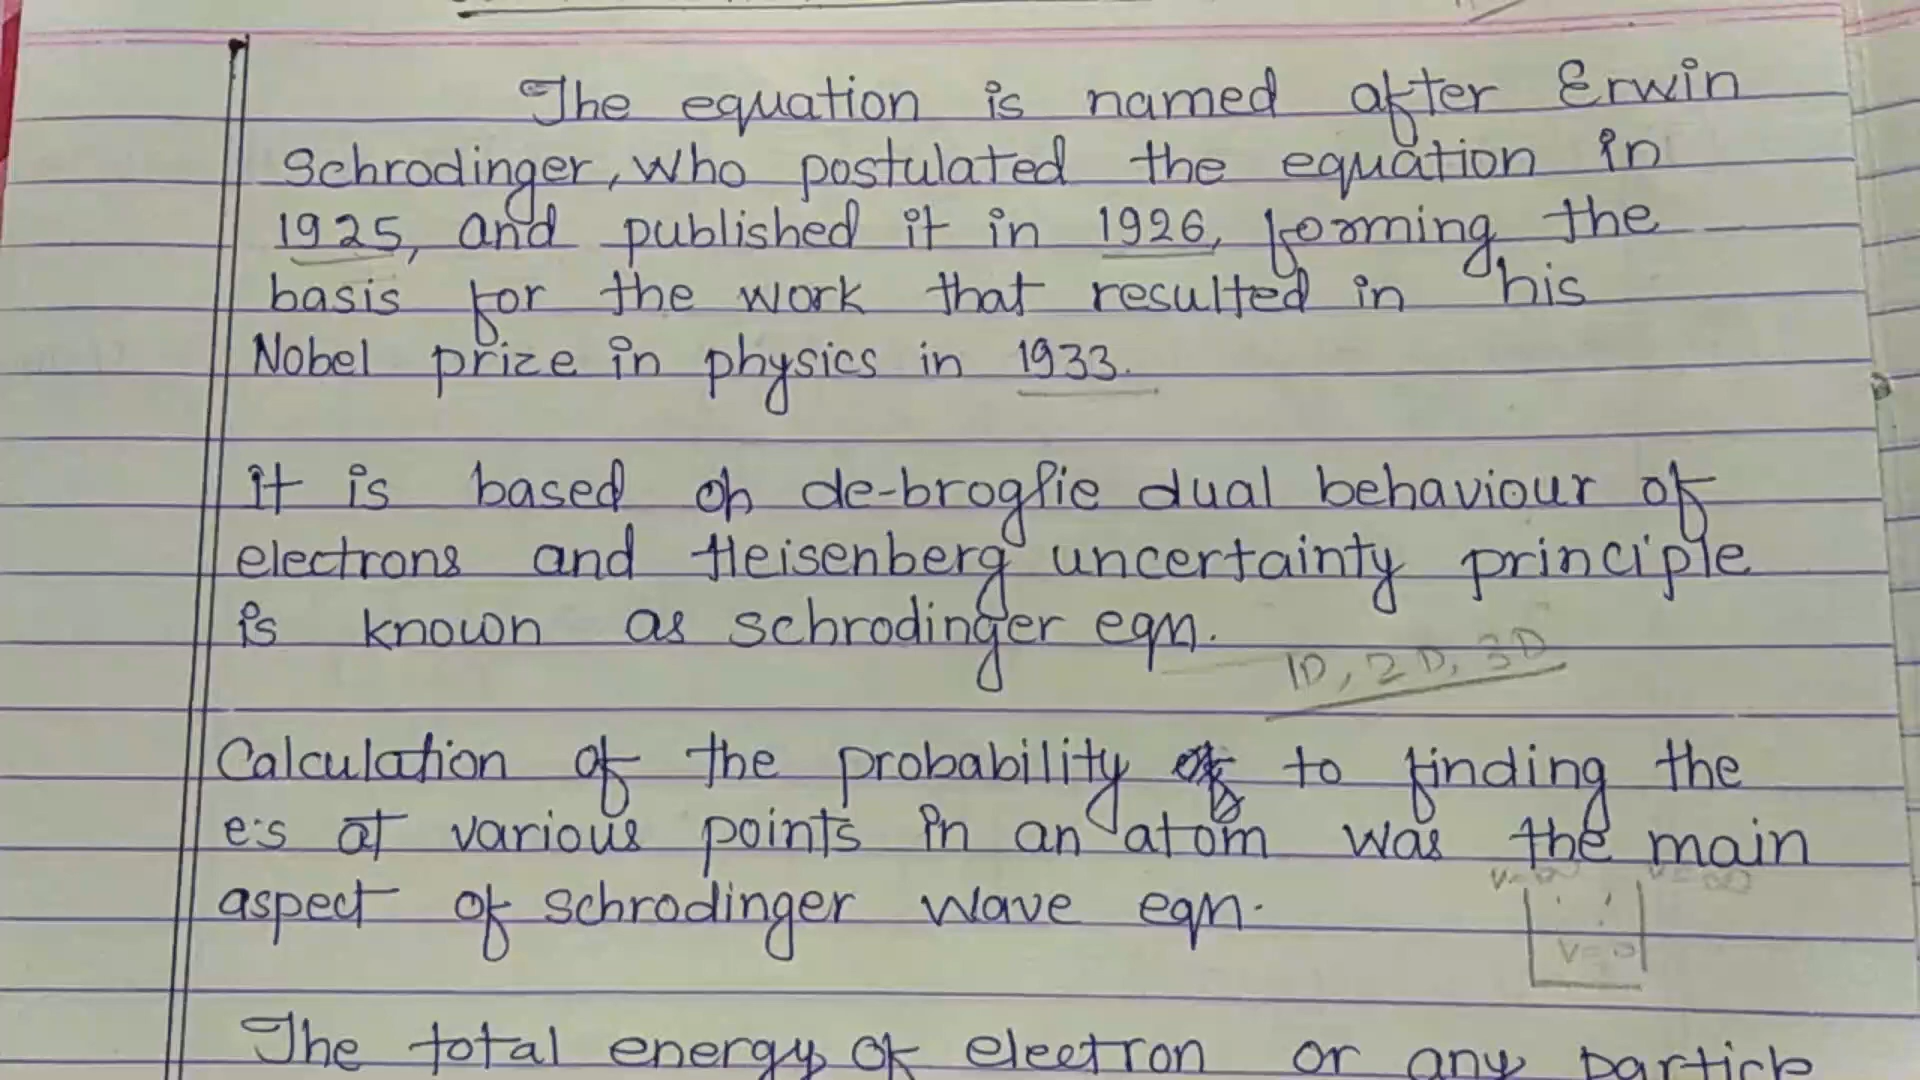 The equation is named after Erwin
Schrodinger, who postulated the equation in
1925, and published it in 1926, forming the
basis for the work that resulted in his
Nobel prize in physics in 1933.
it is based on de-broglie dual behaviour of
electrons and Heisenberg uncertainty principle
is known as schrodinger eqn.
1D, 2D, 3D
Calculation of the probability to finding the
e's at various points in an atom was the main
aspect of schrodinger wave eqn.
V=∞ V=∞
V=0
The total energy of electron or any particle